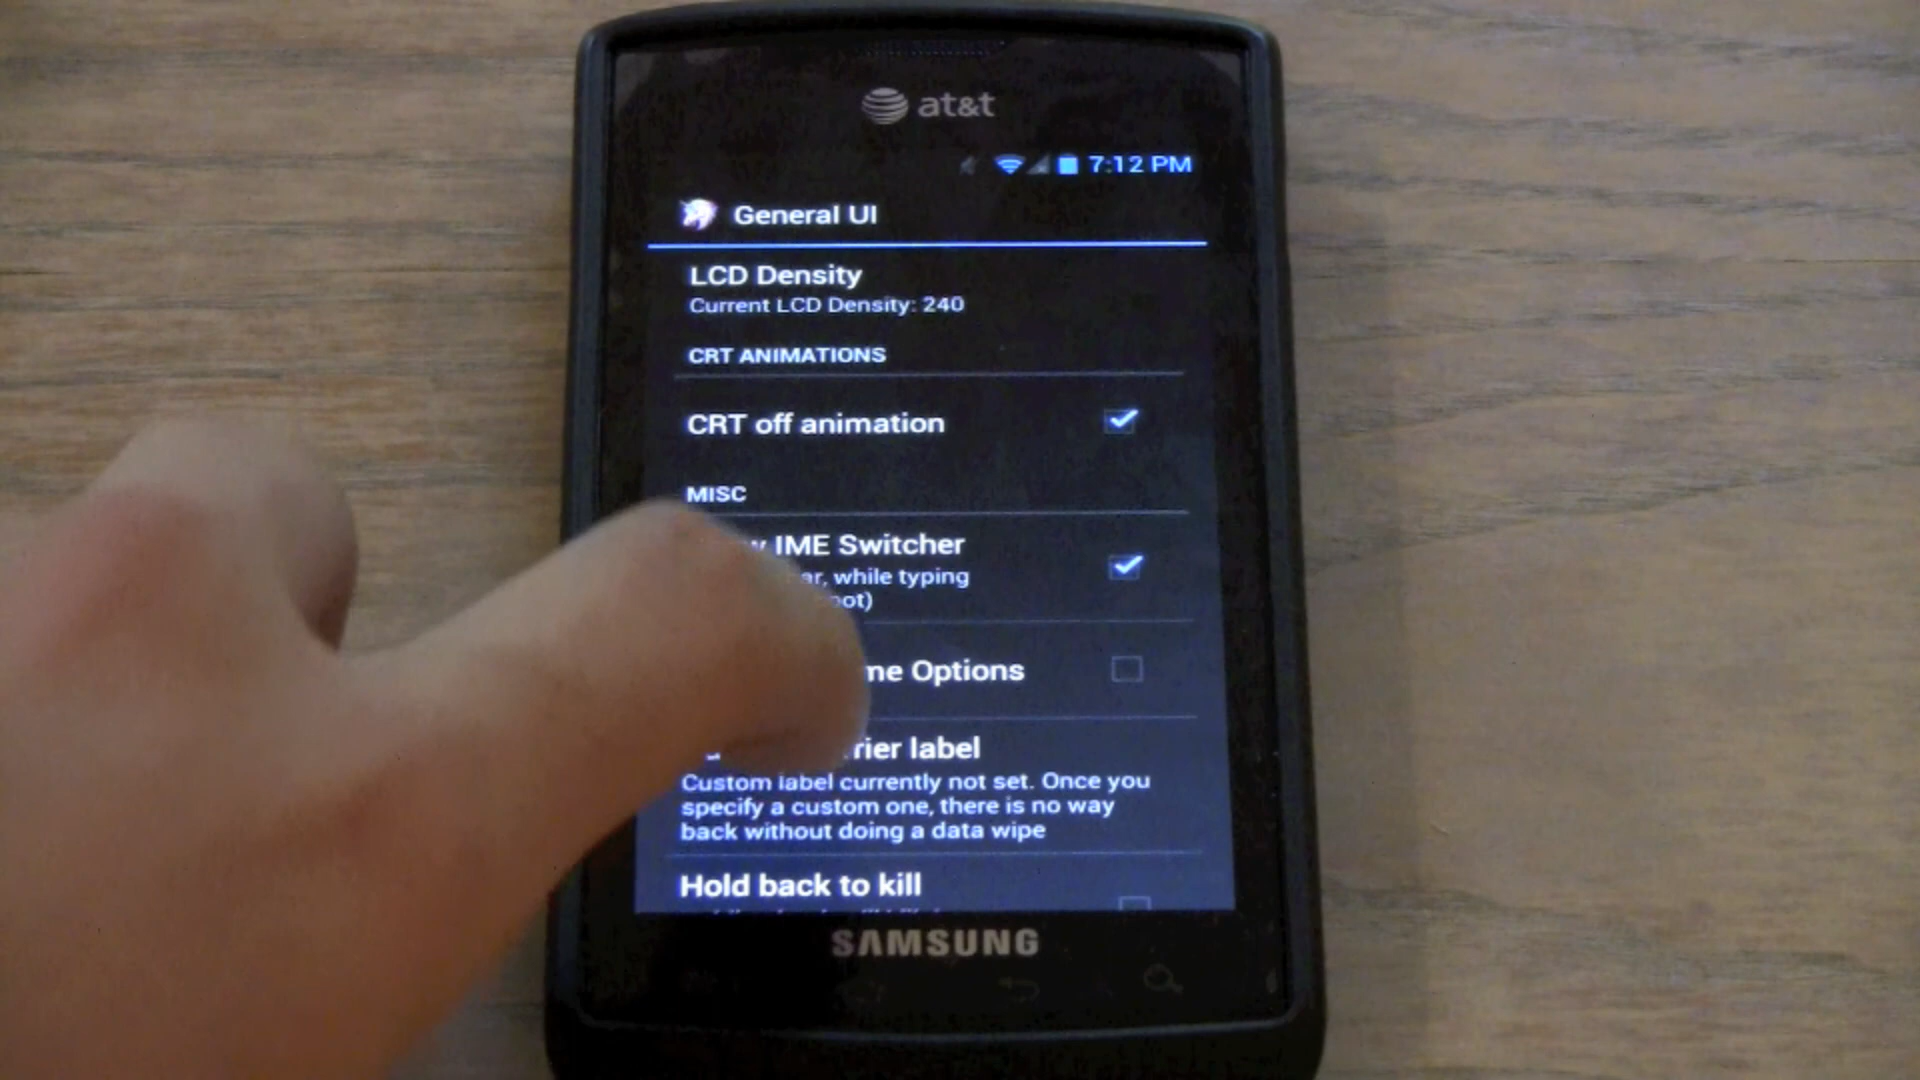 at&t
7:12 PM
General UI
LCD Density
Current LCD Density: 240
CRT ANIMATIONS
CRT off animation
MISC
IME Switcher
while typing
Options
label
Custom label currently not set. Once you
specify a custom one, there is no way
back without doing a data wipe
Hold back to kill
SAMSUNG